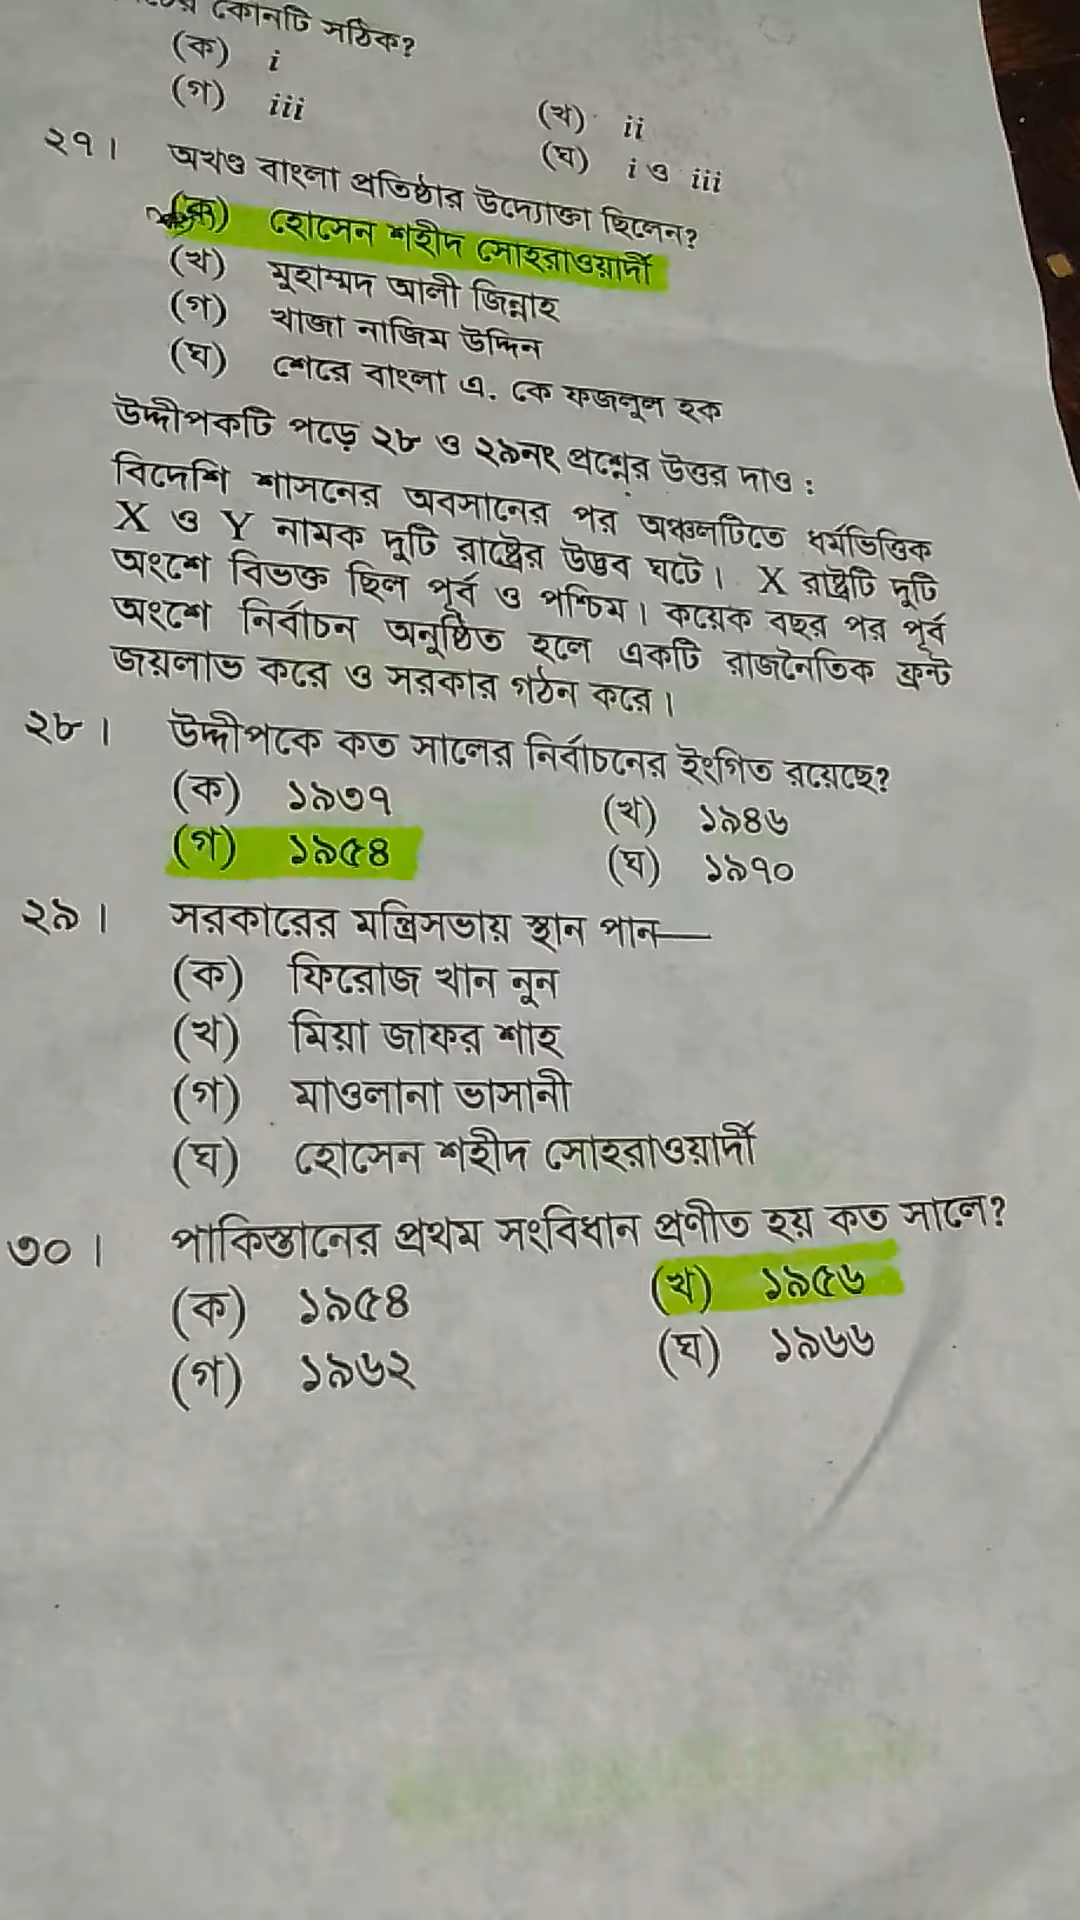 কোনটি সঠিক?
(ক) i
(খ) ii
(গ) iii
(ঘ) i ও iii
২৭। অখণ্ড বাংলা প্রতিষ্ঠার উদ্যোক্তা ছিলেন?
(ক) হোসেন শহীদ সোহরাওয়ার্দী
(খ) মুহাম্মদ আলী জিন্নাহ
(গ) খাজা নাজিম উদ্দিন
(ঘ) শেরে বাংলা এ. কে ফজলুল হক
উদ্দীপকটি পড়ে ২৮ ও ২৯নং প্রশ্নের উত্তর দাও :
বিদেশি শাসনের অবসানের পর অঞ্চলটিতে ধর্মভিত্তিক
X ও Y নামক দুটি রাষ্ট্রের উদ্ভব ঘটে। X রাষ্ট্রটি দুটি
অংশে বিভক্ত ছিল পূর্ব ও পশ্চিম। কয়েক বছর পর পূর্ব
অংশে নির্বাচন অনুষ্ঠিত হলে একটি রাজনৈতিক ফ্রন্ট
জয়লাভ করে ও সরকার গঠন করে।
২৮। উদ্দীপকে কত সালের নির্বাচনের ইংগিত রয়েছে?
(ক) ১৯৩৭ (খ) ১৯৪৬
(গ) ১৯৫৪ (ঘ) ১৯৭০
২৯। সরকারের মন্ত্রিসভায় স্থান পান—
(ক) ফিরোজ খান নুন
(খ) মিয়া জাফর শাহ
(গ) মাওলানা ভাসানী
(ঘ) হোসেন শহীদ সোহরাওয়ার্দী
৩০। পাকিস্তানের প্রথম সংবিধান প্রণীত হয় কত সালে?
(ক) ১৯৫৪ (খ) ১৯৫৬
(গ) ১৯৬২ (ঘ) ১৯৬৬